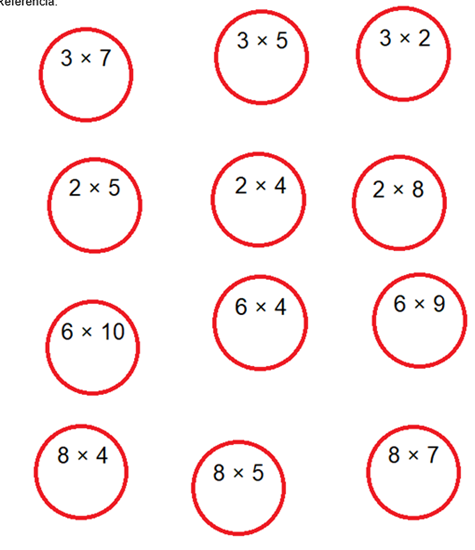 Referencia:
3 × 7
3 × 5
3 × 2
2 × 5
2 × 4
2 × 8
6 × 10
6 × 4
6 × 9
8 × 4
8 × 5
8 × 7